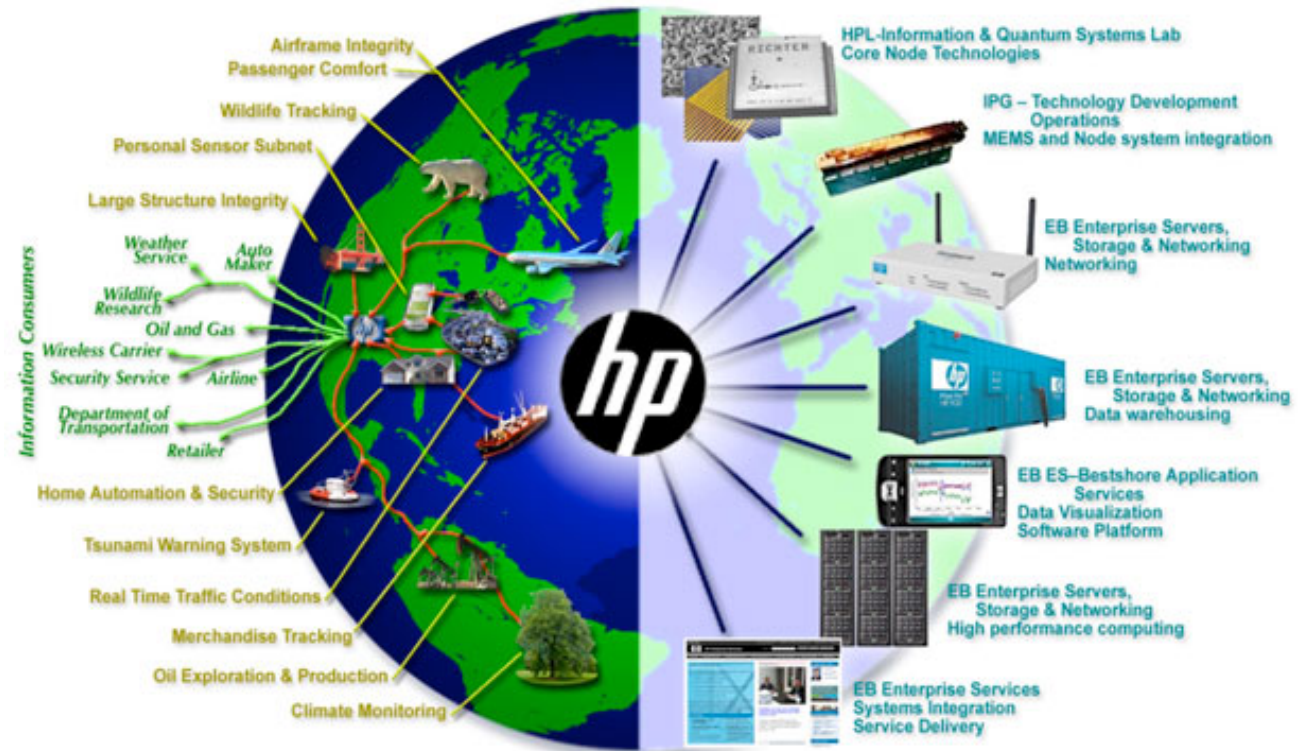 Airframe Integrity
Passenger Comfort
Wildlife Tracking
Personal Sensor Subnet
Large Structure Integrity
Information Consumers
Weather
Service
Auto
Maker
Wildlife
Research
Oil and Gas
Wireless Carrier
Security Service
Airline
Department of
Transportation
Retailer
Home Automation & Security
Tsunami Warning System
Real Time Traffic Conditions
Merchandise Tracking
Oil Exploration & Production
Climate Monitoring
hp
RICHTER
HPL-Information & Quantum Systems Lab
Core Node Technologies
IPG – Technology Development
Operations
MEMS and Node system integration
EB Enterprise Servers,
Storage & Networking
Networking
hp
EB Enterprise Servers,
Storage & Networking
Data warehousing
EB ES–Bestshore Application
Services
Data Visualization
Software Platform
EB Enterprise Servers,
Storage & Networking
High performance computing
EB Enterprise Services
Systems Integration
Service Delivery